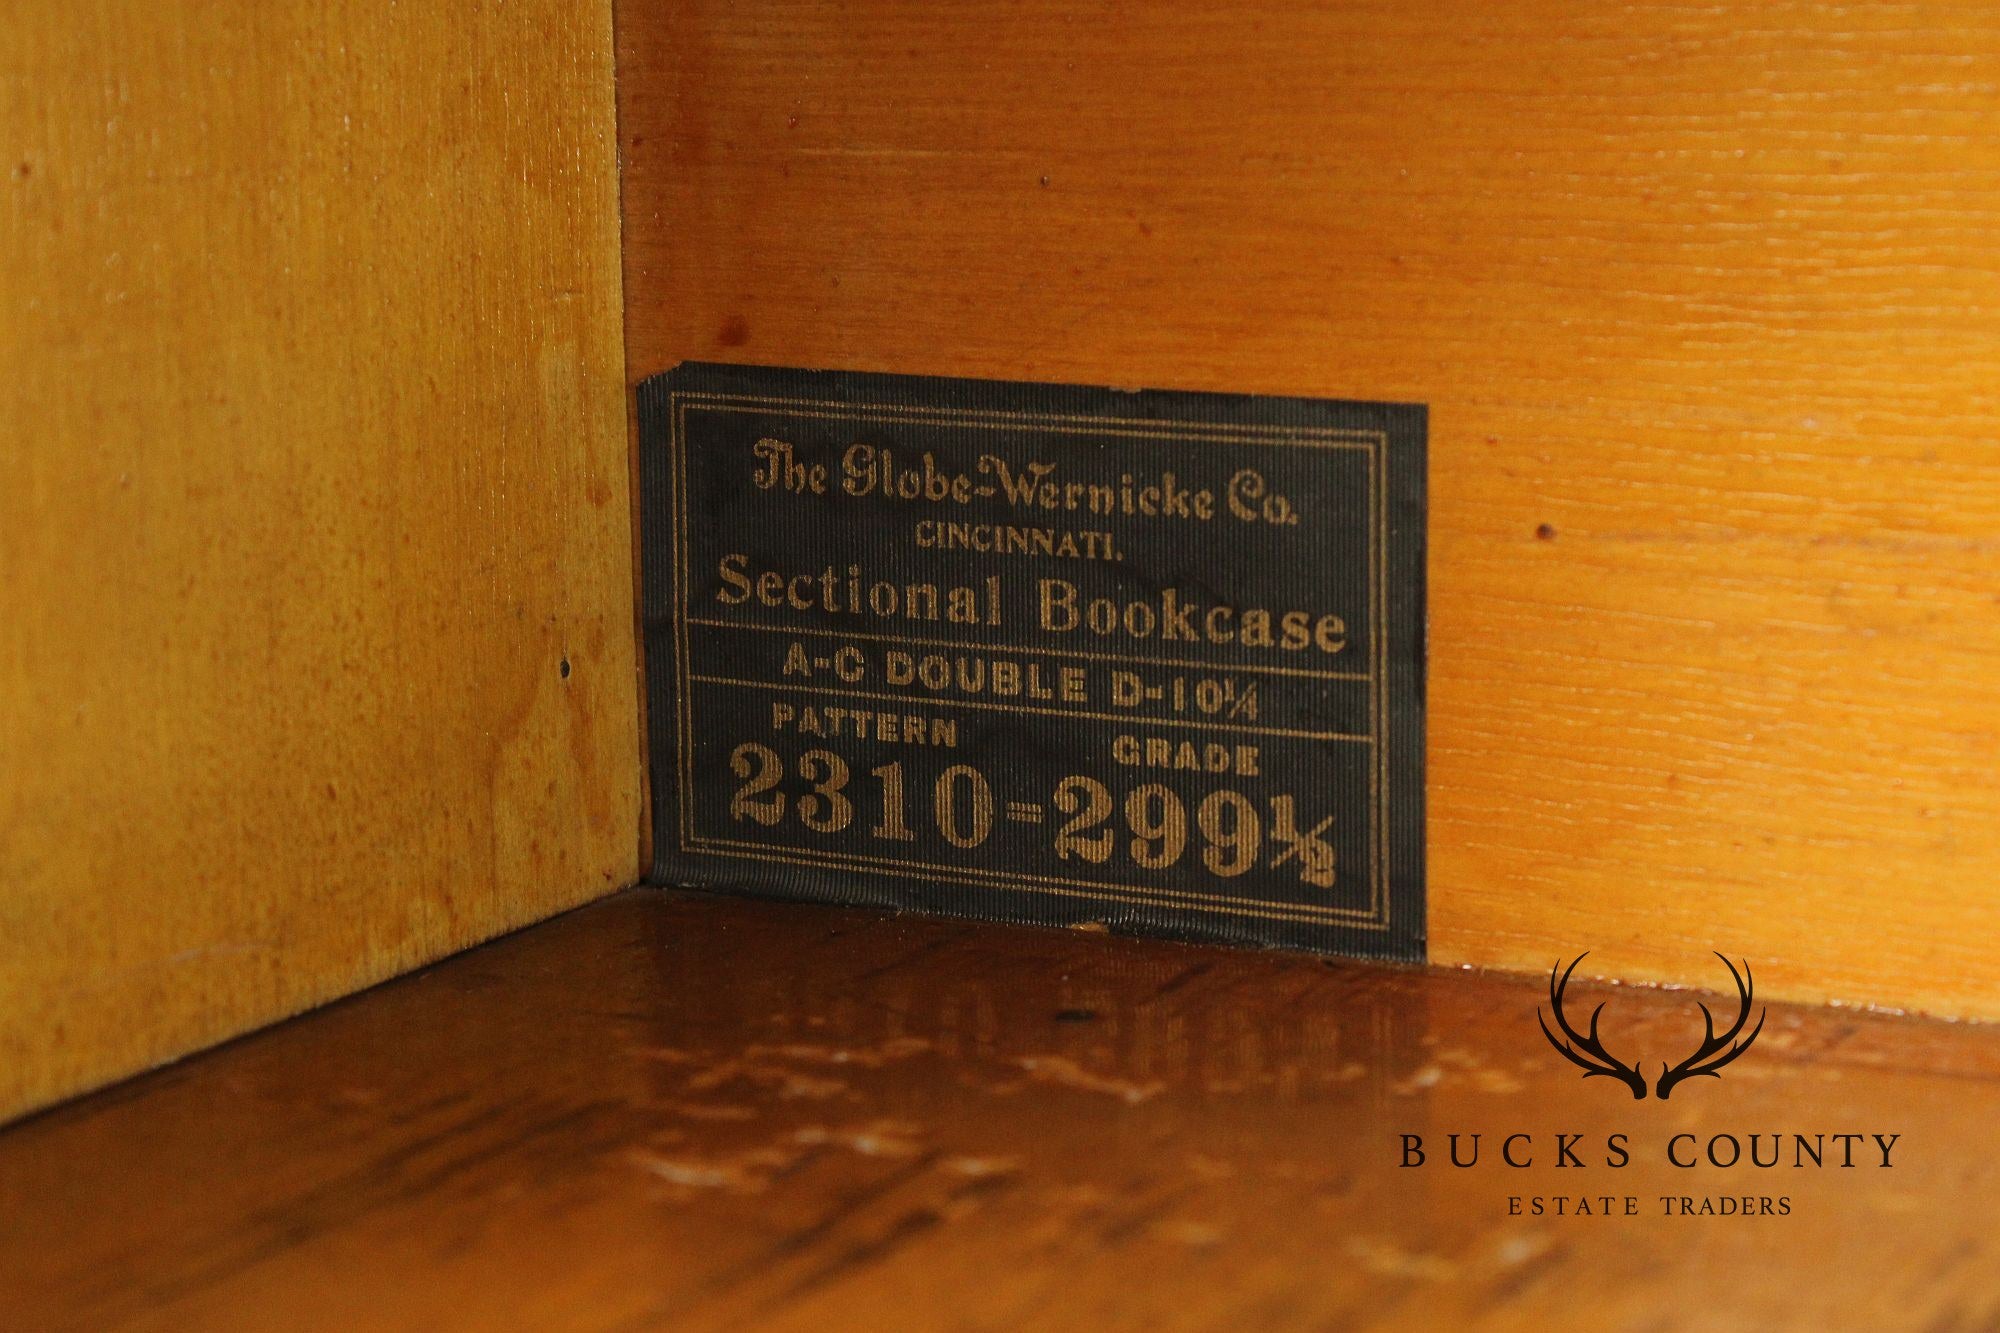 The Globe-Wernicke Co.
CINCINNATI.
Sectional Bookcase
A-C DOUBLE D-10¼
PATTERN GRADE
2310=299½
BUCKS COUNTY
ESTATE TRADERS